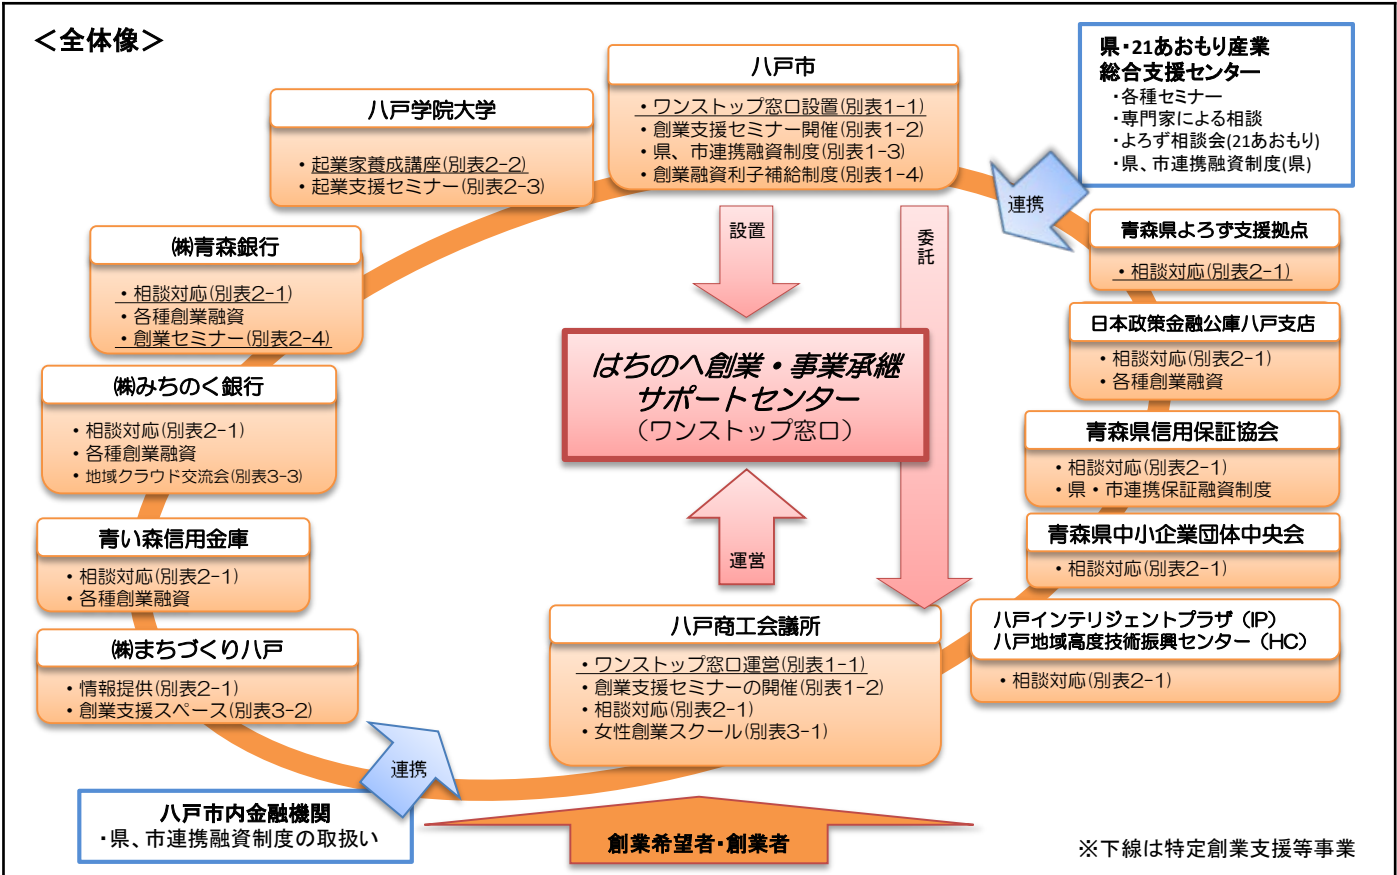 ＜全体像＞
八戸市
・ワンストップ窓口設置(別表1-1)
・創業支援セミナー開催(別表1-2)
・県、市連携融資制度(別表1-3)
・創業融資利子補給制度(別表1-4)
県・21あおもり産業
総合支援センター
・各種セミナー
・専門家による相談
・よろず相談会(21あおもり)
・県、市連携融資制度(県)
八戸学院大学
・起業家養成講座(別表2-2)
・起業支援セミナー(別表2-3)
連携
㈱青森銀行
・相談対応(別表2-1)
・各種創業融資
・創業セミナー(別表2-4)
設置
委託
青森県よろず支援拠点
・相談対応(別表2-1)
日本政策金融公庫八戸支店
・相談対応(別表2-1)
・各種創業融資
はちのへ創業・事業承継
サポートセンター
（ワンストップ窓口）
㈱みちのく銀行
・相談対応(別表2-1)
・各種創業融資
・地域クラウド交流会(別表3-3)
青森県信用保証協会
・相談対応(別表2-1)
・県・市連携保証融資制度
青い森信用金庫
・相談対応(別表2-1)
・各種創業融資
運営
青森県中小企業団体中央会
・相談対応(別表2-1)
㈱まちづくり八戸
・情報提供(別表2-1)
・創業支援スペース(別表3-2)
八戸商工会議所
・ワンストップ窓口運営(別表1-1)
・創業支援セミナーの開催(別表1-2)
・相談対応(別表2-1)
・女性創業スクール(別表3-1)
八戸インテリジェントプラザ（IP）
八戸地域高度技術振興センター（HC）
・相談対応(別表2-1)
連携
八戸市内金融機関
・県、市連携融資制度の取扱い
創業希望者・創業者
※下線は特定創業支援等事業